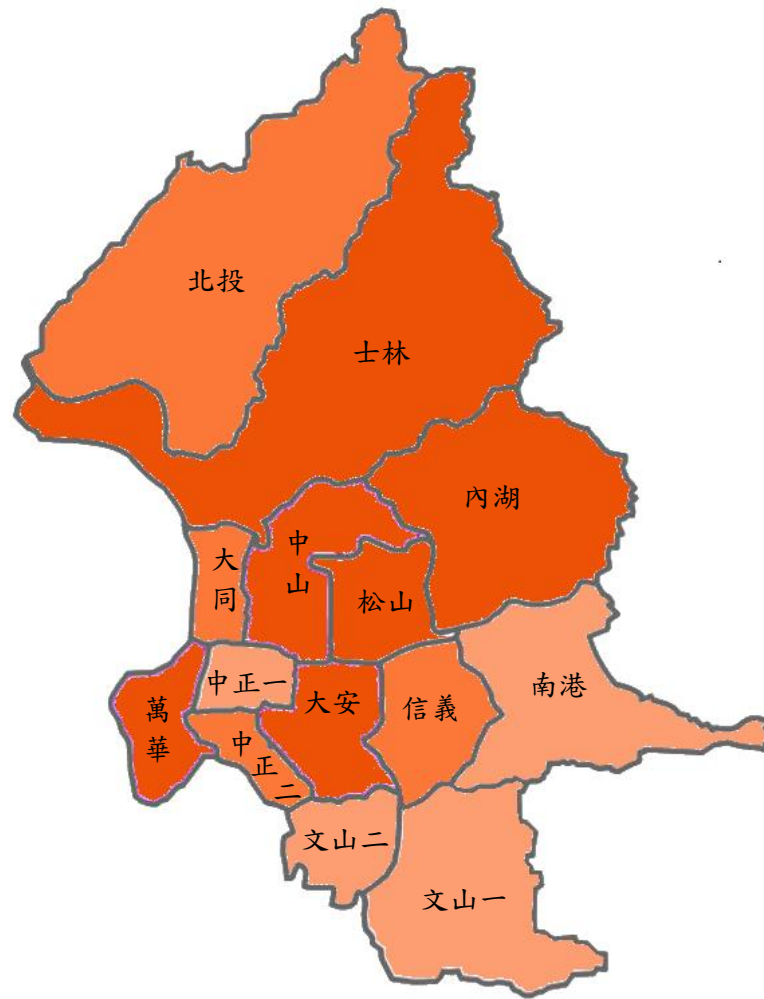 北投
士林
內湖
中山
大同
松山
中正一
大安
信義
南港
萬華
中正二
文山二
文山一